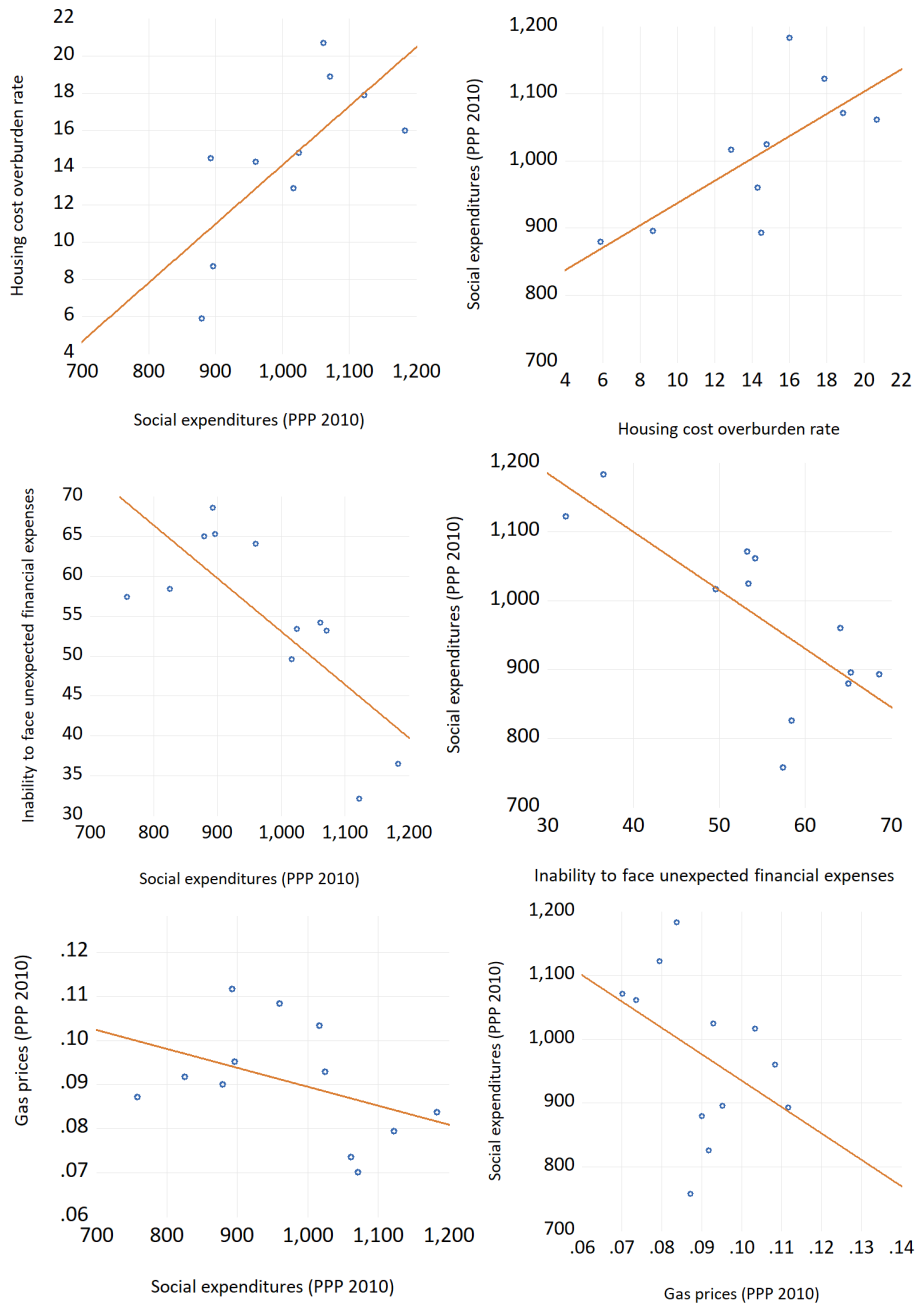 22
20
18
16
14
12
10
8
6
4
700 800 900 1,000 1,100 1,200
Housing cost overburden rate
Social expenditures (PPP 2010)
1,200
1,100
1,000
900
800
700
4 6 8 10 12 14 16 18 20 22
Social expenditures (PPP 2010)
Housing cost overburden rate
70
65
60
55
50
45
40
35
30
700 800 900 1,000 1,100 1,200
Inability to face unexpected financial expenses
Social expenditures (PPP 2010)
1,200
1,100
1,000
900
800
700
30 40 50 60 70
Social expenditures (PPP 2010)
Inability to face unexpected financial expenses
.12
.11
.10
.09
.08
.07
.06
700 800 900 1,000 1,100 1,200
Gas prices (PPP 2010)
Social expenditures (PPP 2010)
1,200
1,100
1,000
900
800
700
.06 .07 .08 .09 .10 .11 .12 .13 .14
Social expenditures (PPP 2010)
Gas prices (PPP 2010)